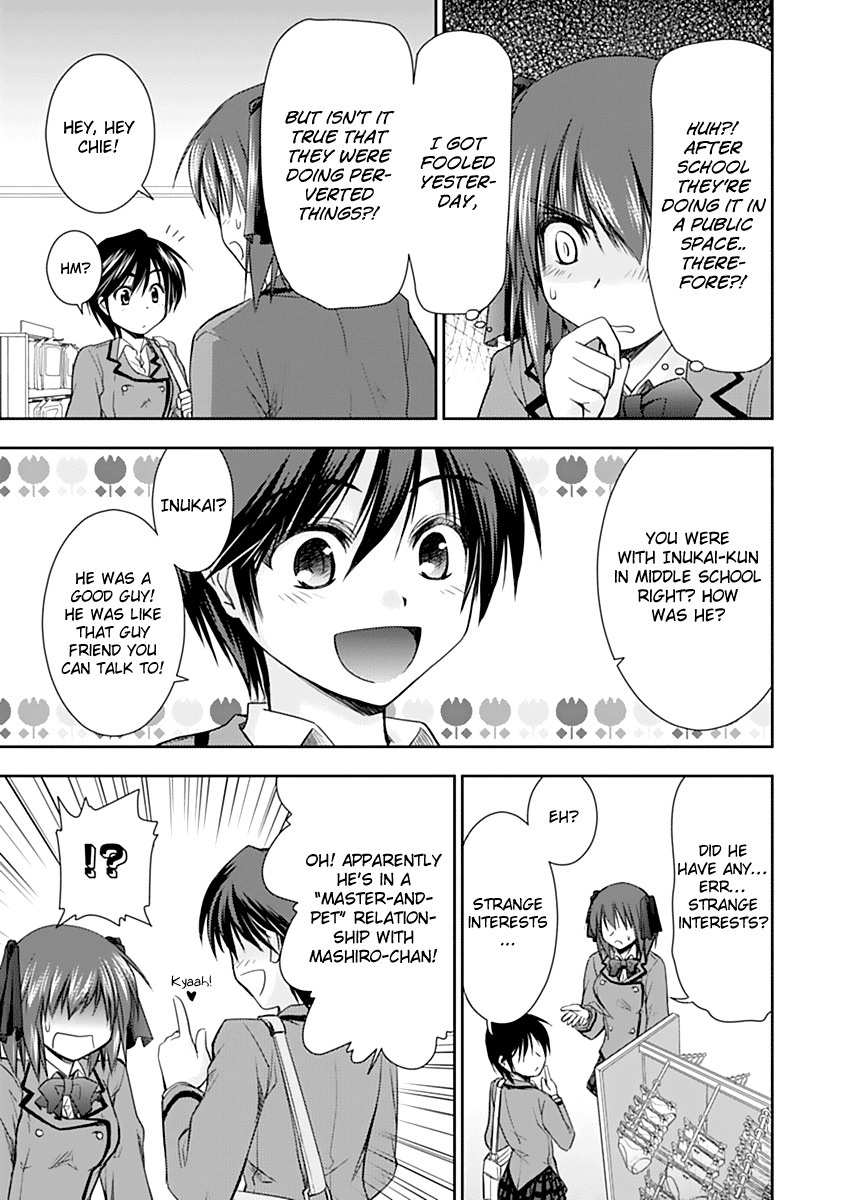 HUH?!
AFTER
SCHOOL
THEY'RE
DOING IT IN
A PUBLIC
SPACE..
THERE-
FORE?!
I GOT
FOOLED
YESTER-
DAY,
BUT ISN'T IT
TRUE THAT
THEY WERE
DOING PER-
VERTED
THINGS?!
HEY, HEY
CHIE!
HM?
YOU WERE
WITH INUKAI-KUN
IN MIDDLE SCHOOL
RIGHT? HOW
WAS HE?
INUKAI?
HE WAS A
GOOD GUY!
HE WAS LIKE
THAT GUY
FRIEND YOU
CAN TALK TO!
DID HE
HAVE ANY...
ERR...
STRANGE
INTERESTS?
EH?
STRANGE
INTERESTS
...
OH! APPARENTLY
HE'S IN A
"MASTER-AND-
PET" RELATION-
SHIP WITH
MASHIRO-CHAN!
Kyaah!
♥
!?